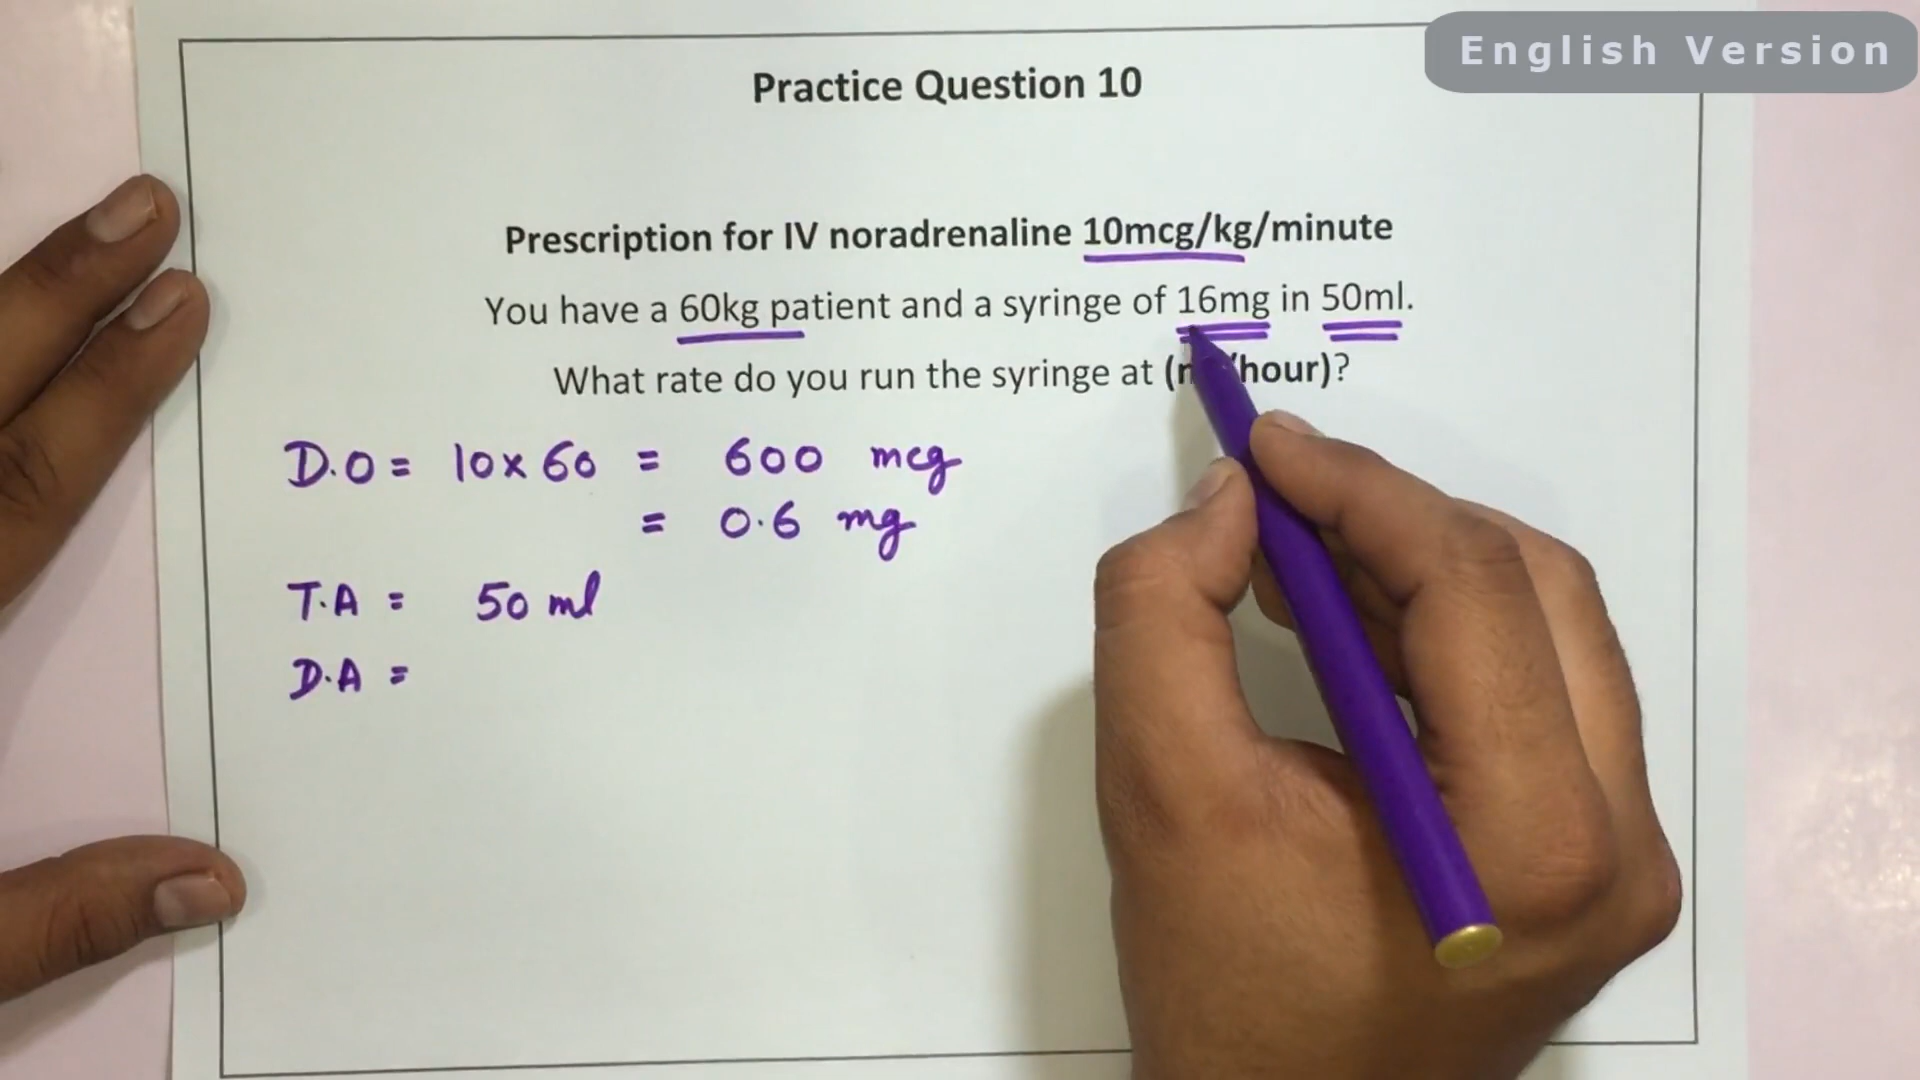 English Version
Practice Question 10
Prescription for IV noradrenaline 10mcg/kg/minute
You have a 60kg patient and a syringe of 16mg in 50ml.
What rate do you run the syringe at ( /hour)?
D.O = 10 x 60 = 600 mcg
= 0.6 mg
T.A = 50 ml
D.A =